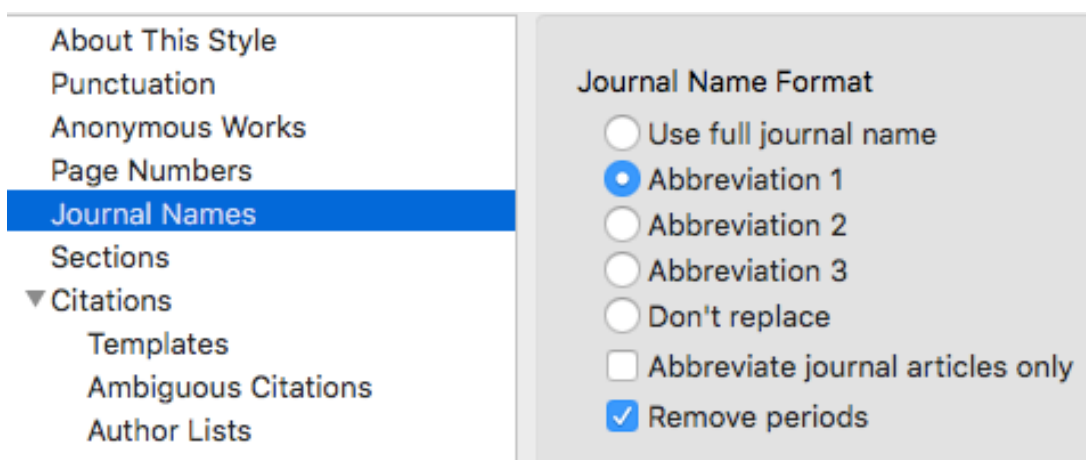 About This Style
Punctuation
Anonymous Works
Page Numbers
Journal Names
Sections
Citations
Templates
Ambiguous Citations
Author Lists
Journal Name Format
Use full journal name
Abbreviation 1
Abbreviation 2
Abbreviation 3
Don't replace
Abbreviate journal articles only
Remove periods